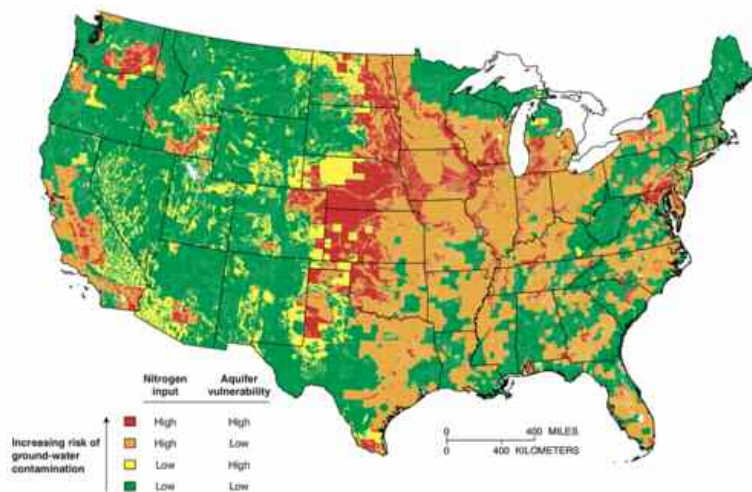 0 400 MILES
0 400 KILOMETERS
Nitrogen input Aquifer vulnerability
High High
High Low
Low High
Low Low
Increasing risk of
ground-water
contamination